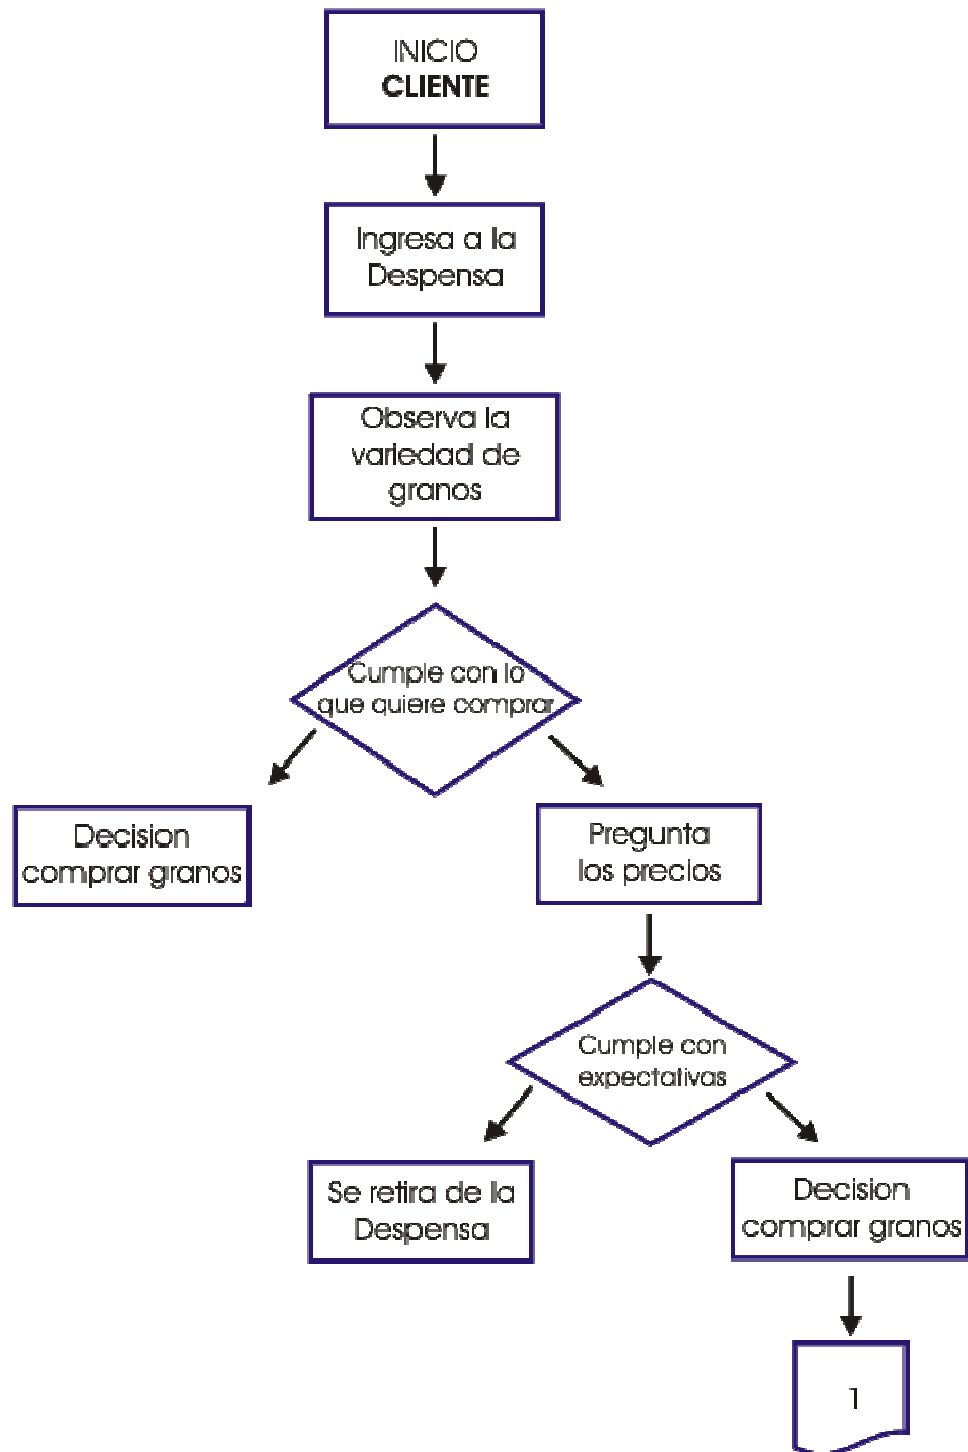 INICIO
CLIENTE
Ingresa a la
Despensa
Observa la
variedad de
granos
Cumple con lo
que quiere comprar
Decision
comprar granos
Pregunta
los precios
Cumple con
expectativas
Se retira de la
Despensa
Decision
comprar granos
1